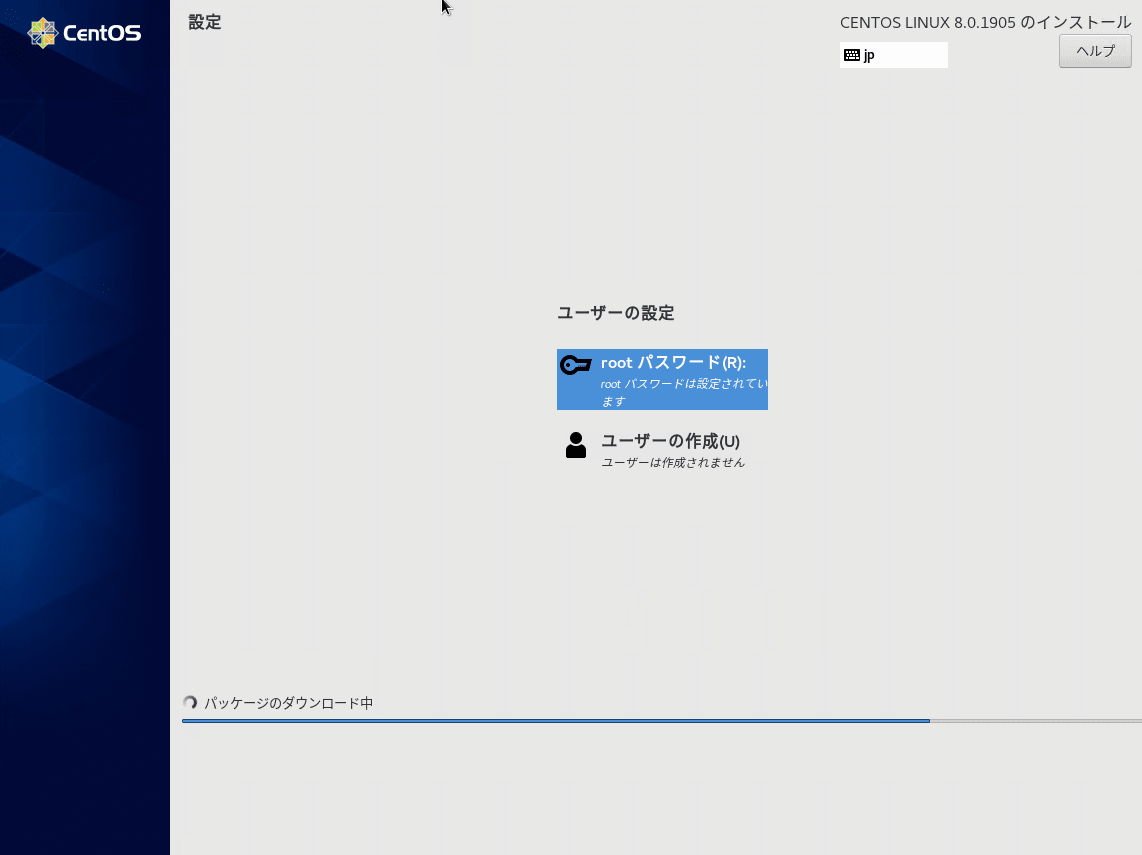 CentOS
設定
CENTOS LINUX 8.0.1905 のインストール
jp
ヘルプ
ユーザーの設定
root パスワード(R):
root パスワードは設定されてい
ます
ユーザーの作成(U)
ユーザーは作成されません
パッケージのダウンロード中